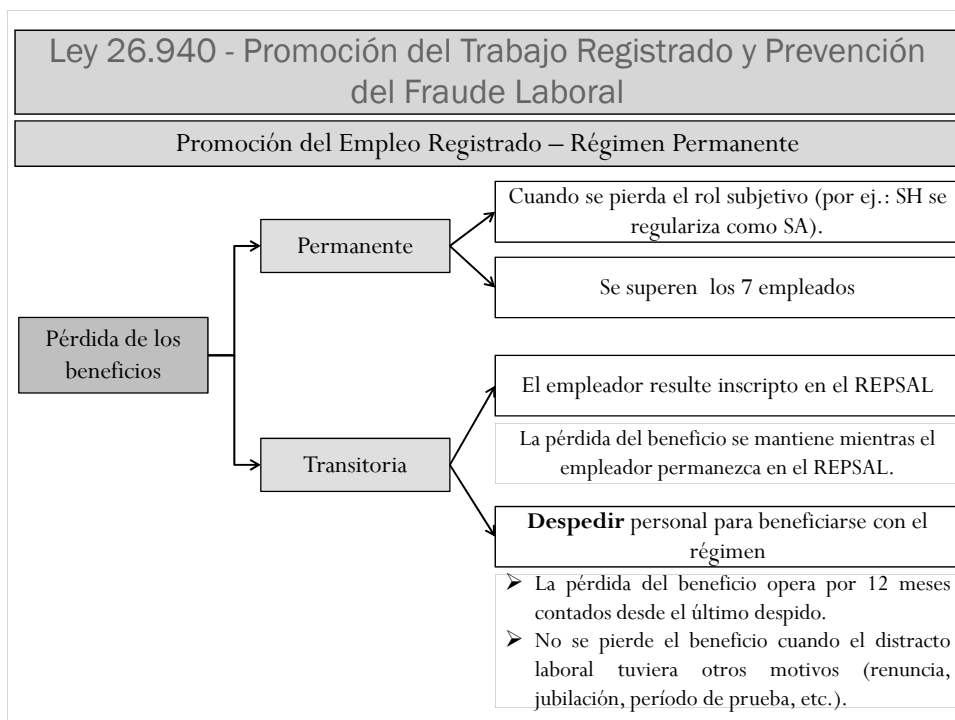 Ley 26.940 - Promoción del Trabajo Registrado y Prevención
del Fraude Laboral
Promoción del Empleo Registrado – Régimen Permanente
Pérdida de los
beneficios
Permanente
Cuando se pierda el rol subjetivo (por ej.: SH se
regulariza como SA).
Se superen los 7 empleados
Transitoria
El empleador resulte inscripto en el REPSAL
La pérdida del beneficio se mantiene mientras el
empleador permanezca en el REPSAL.
Despedir personal para beneficiarse con el
régimen
➢ La pérdida del beneficio opera por 12 meses
contados desde el último despido.
➢ No se pierde el beneficio cuando el distracto
laboral tuviera otros motivos (renuncia,
jubilación, período de prueba, etc.).